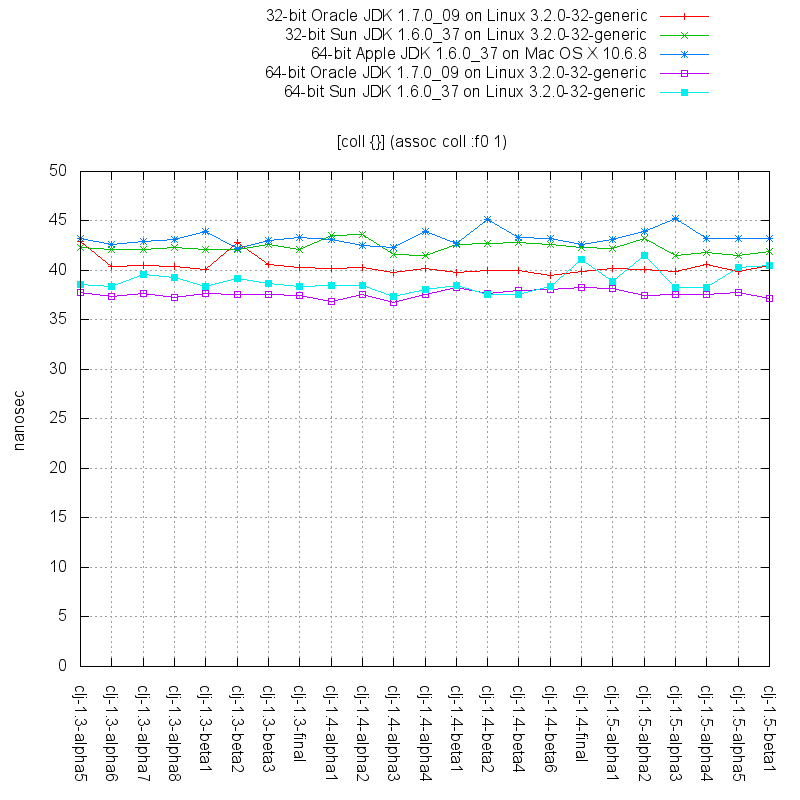 32-bit Oracle JDK 1.7.0_09 on Linux 3.2.0-32-generic
32-bit Sun JDK 1.6.0_37 on Linux 3.2.0-32-generic
64-bit Apple JDK 1.6.0_37 on Mac OS X 10.6.8
64-bit Oracle JDK 1.7.0_09 on Linux 3.2.0-32-generic
64-bit Sun JDK 1.6.0_37 on Linux 3.2.0-32-generic
[coll {}] (assoc coll :f0 1)
50
45
40
35
30
25
20
15
10
5
0
nanosec
clj-1.3-alpha5
clj-1.3-alpha6
clj-1.3-alpha7
clj-1.3-alpha8
clj-1.3-beta1
clj-1.3-beta2
clj-1.3-beta3
clj-1.3-final
clj-1.4-alpha1
clj-1.4-alpha2
clj-1.4-alpha3
clj-1.4-alpha4
clj-1.4-beta1
clj-1.4-beta2
clj-1.4-beta4
clj-1.4-beta6
clj-1.4-final
clj-1.5-alpha1
clj-1.5-alpha2
clj-1.5-alpha3
clj-1.5-alpha4
clj-1.5-alpha5
clj-1.5-beta1